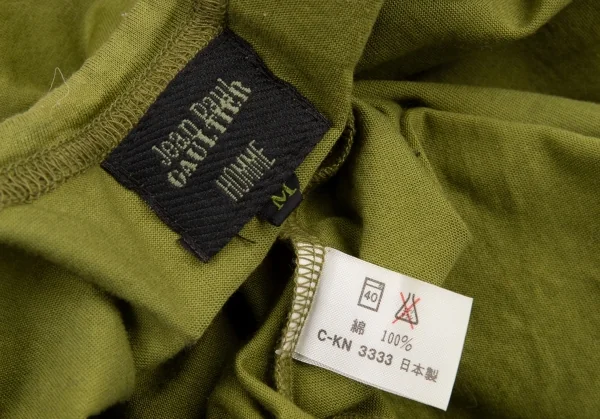 Jean Paul
GAULTIER
HOMME
M
40
綿 100%
C-KN 3333 日本製